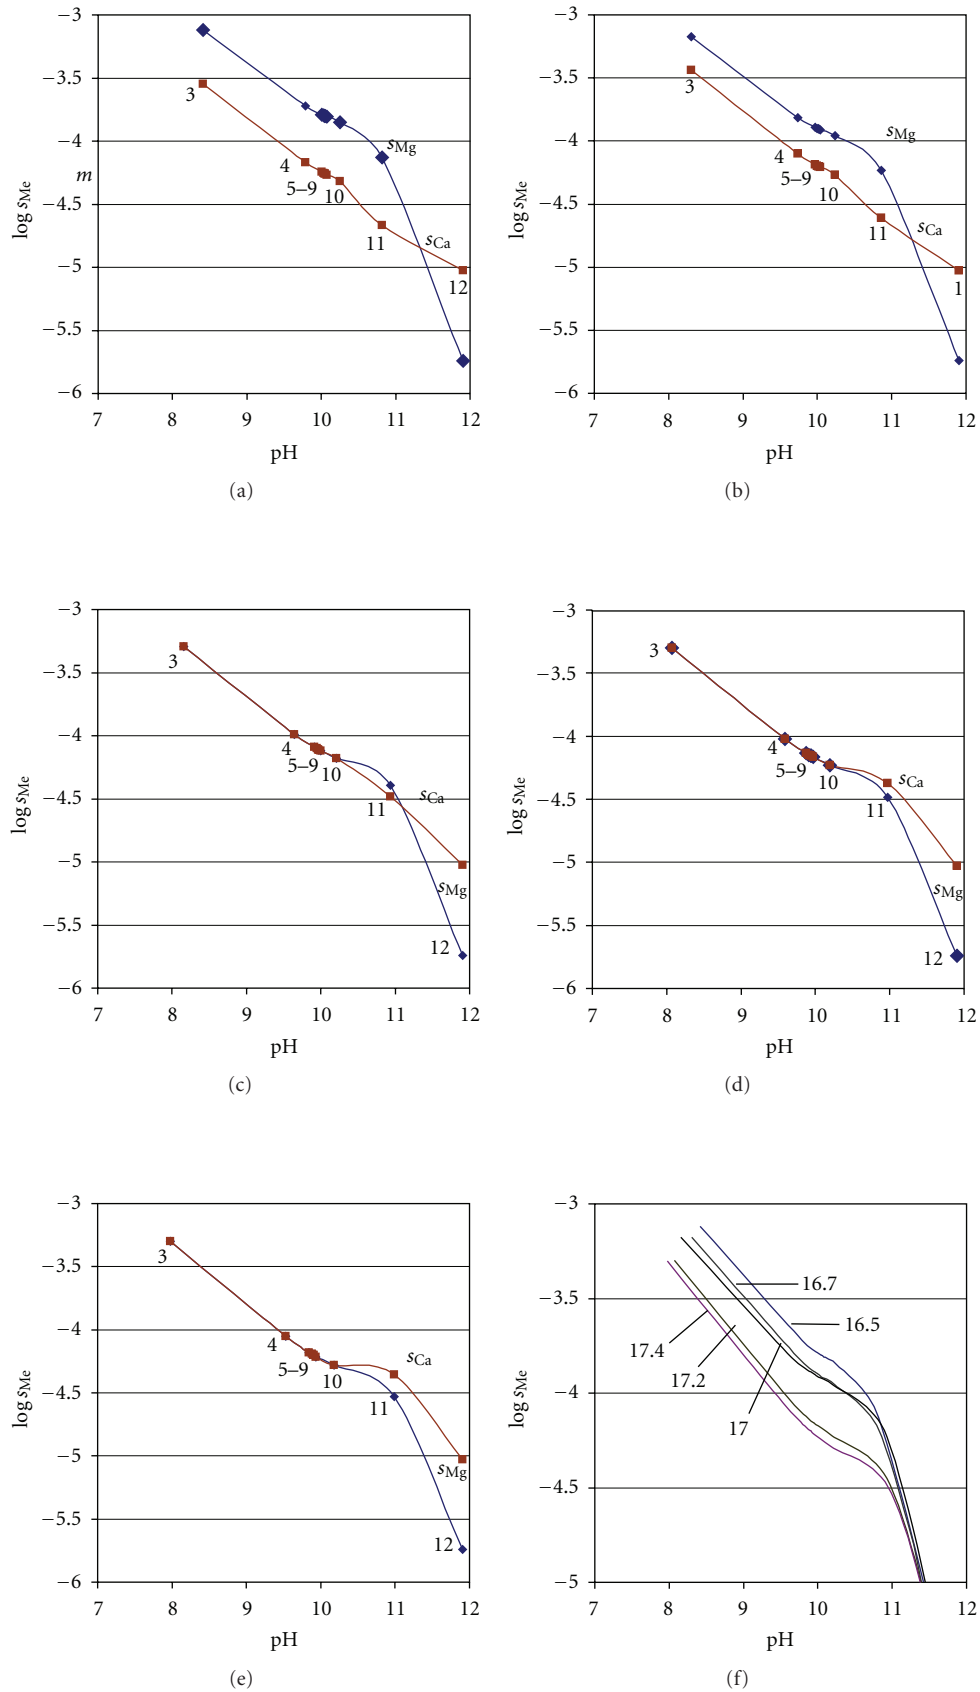 −3
−3.5
−4
−4.5
−5
−5.5
−6
7 8 9 10 11 12
pH
log sMe
m
3
4
5–9
10
11
12
sMg
sCa
(a)
−3
−3.5
−4
−4.5
−5
−5.5
−6
7 8 9 10 11 12
pH
log sMe
3
4
5–9
10
11
1
sMg
sCa
(b)
−3
−3.5
−4
−4.5
−5
−5.5
−6
7 8 9 10 11 12
pH
log sMe
3
4
5–9
10
11
12
sCa
sMg
(c)
−3
−3.5
−4
−4.5
−5
−5.5
−6
7 8 9 10 11 12
pH
log sMe
3
4
5–9
10
11
12
sCa
sMg
(d)
−3
−3.5
−4
−4.5
−5
−5.5
−6
7 8 9 10 11 12
pH
log sMe
3
4
5–9
10
11
12
sCa
sMg
(e)
−3
−3.5
−4
−4.5
−5
7 8 9 10 11 12
pH
log sMe
16.7
16.5
17.4
17.2
17
(f)